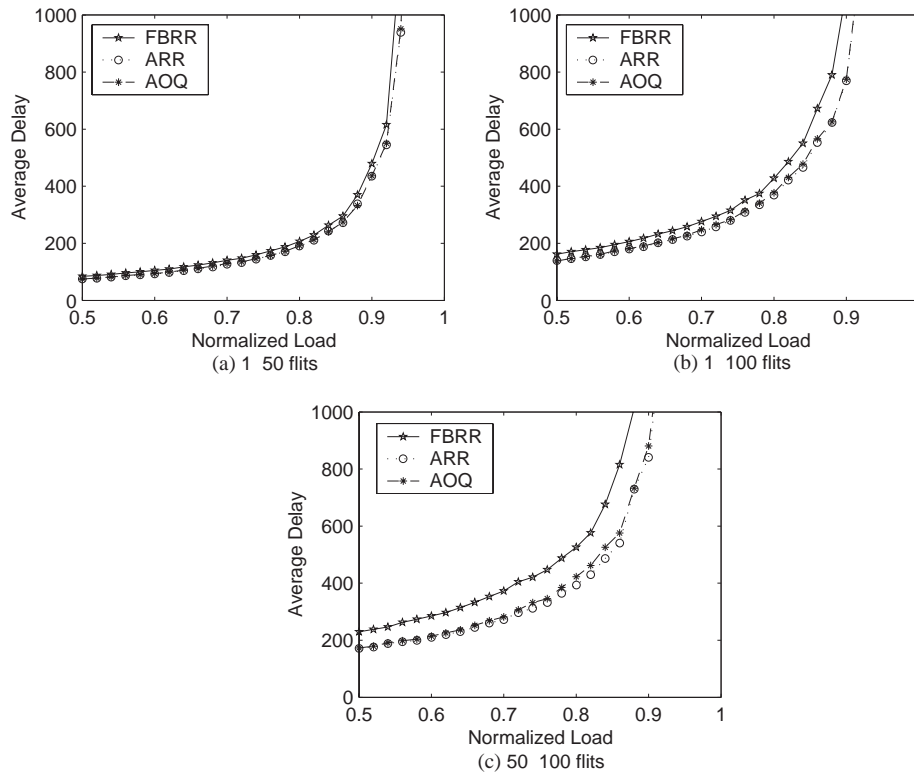 1000
800
600
400
200
0
Average Delay
FBRR
ARR
AOQ
0.5 0.6 0.7 0.8 0.9 1
Normalized Load
(a) 1 50 flits
1000
800
600
400
200
0
Average Delay
FBRR
ARR
AOQ
0.5 0.6 0.7 0.8 0.9
Normalized Load
(b) 1 100 flits
1000
800
600
400
200
0
Average Delay
FBRR
ARR
AOQ
0.5 0.6 0.7 0.8 0.9 1
Normalized Load
(c) 50 100 flits